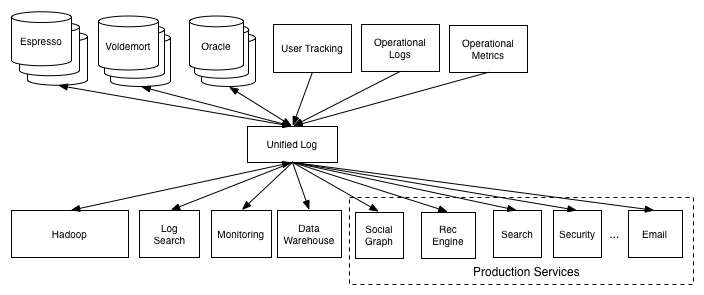 Espresso
Voldemort
Oracle
User Tracking
Operational
Logs
Operational
Metrics
Unified Log
Hadoop
Log
Search
Monitoring
Data
Warehouse
Social
Graph
Rec
Engine
Search
Security
...
Email
Production Services